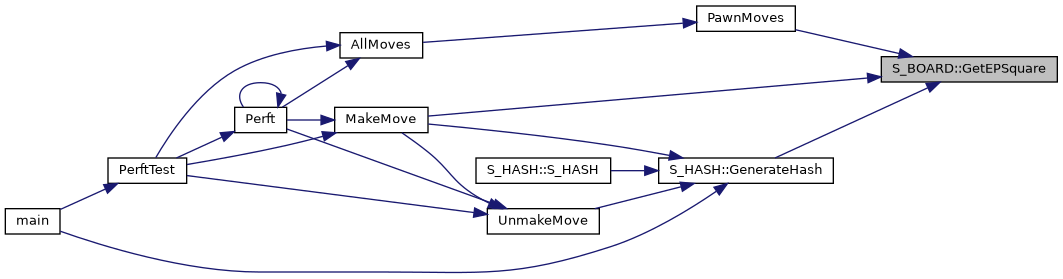 PawnMoves
AllMoves
S_BOARD::GetEPSquare
Perft
MakeMove
PerftTest
S_HASH::S_HASH
S_HASH::GenerateHash
main
UnmakeMove